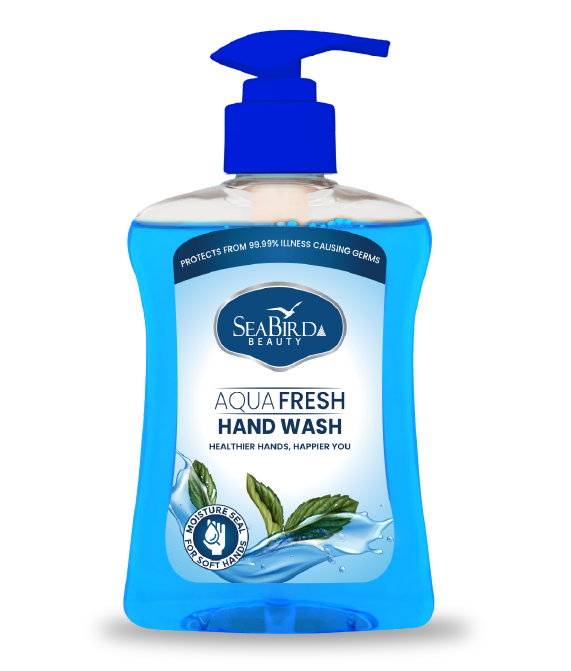 PROTECTS FROM 99.99% ILLNESS CAUSING GERMS
SEABIRD
BEAUTY
AQUA FRESH
HAND WASH
HEALTHIER HANDS, HAPPIER YOU
MOISTURE SEAL
FOR SOFT HANDS